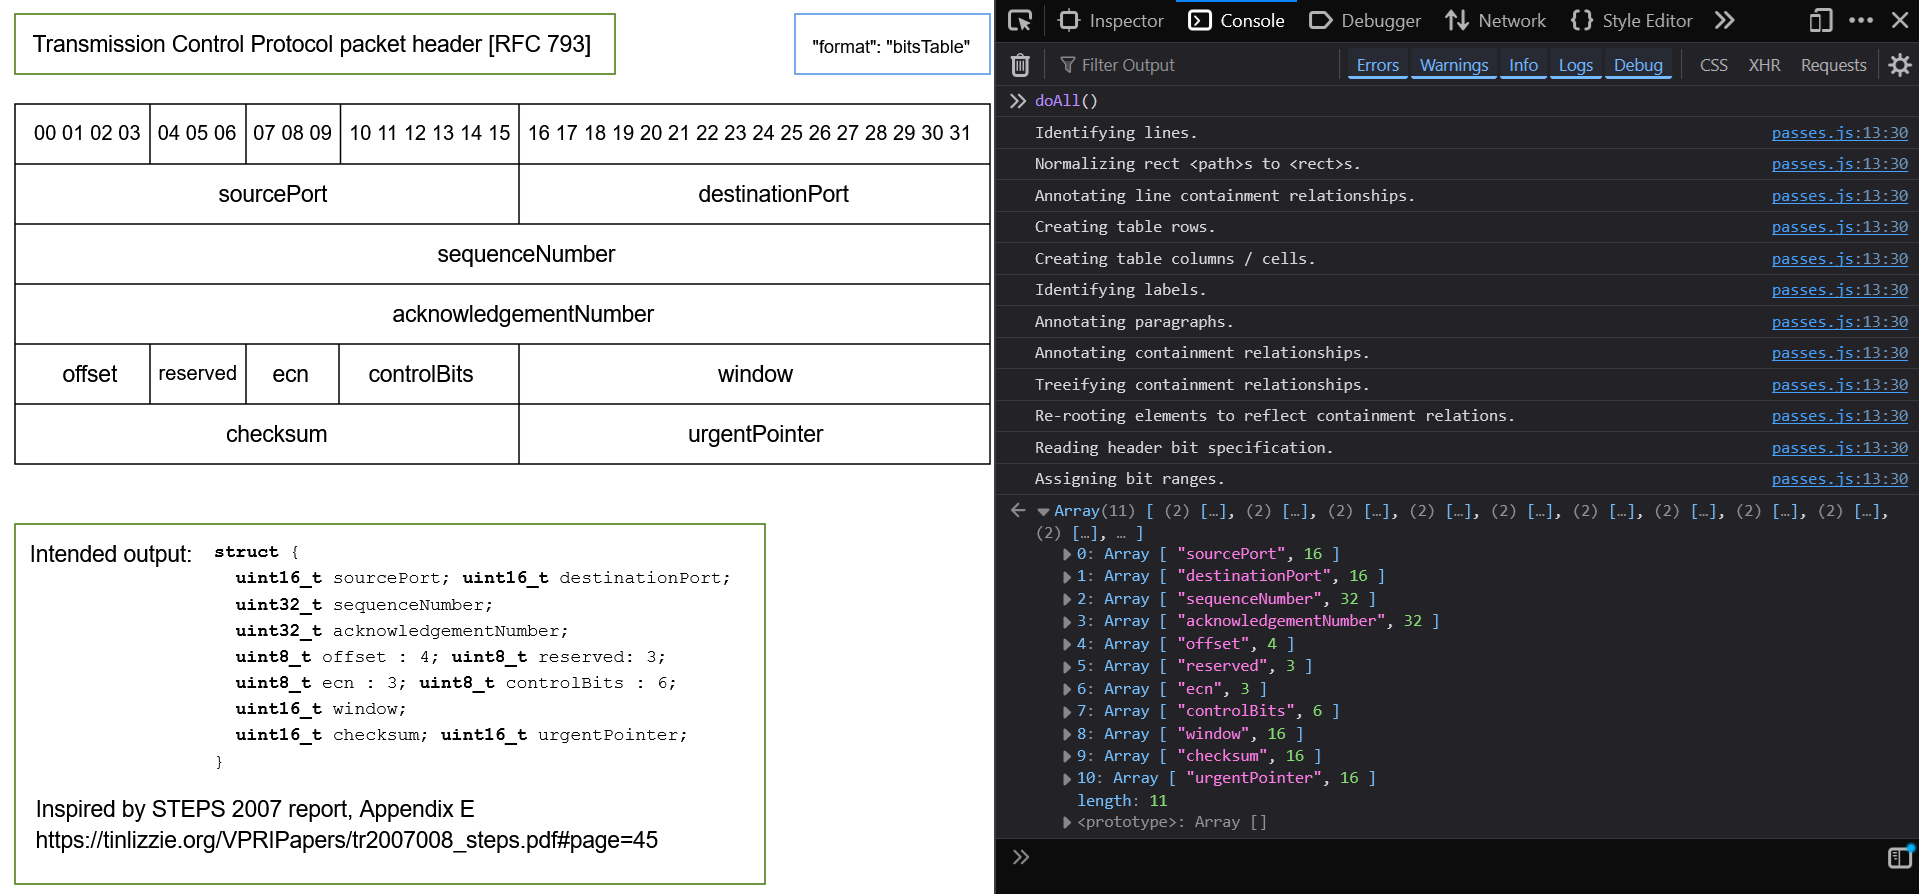 Transmission Control Protocol packet header [RFC 793]
"format": "bitsTable"
00 01 02 03 04 05 06 07 08 09 10 11 12 13 14 15 16 17 18 19 20 21 22 23 24 25 26 27 28 29 30 31
sourcePort destinationPort
sequenceNumber
acknowledgementNumber
offset reserved ecn controlBits window
checksum urgentPointer
Intended output:
struct {
uint16_t sourcePort; uint16_t destinationPort;
uint32_t sequenceNumber;
uint32_t acknowledgementNumber;
uint8_t offset : 4; uint8_t reserved: 3;
uint8_t ecn : 3; uint8_t controlBits : 6;
uint16_t window;
uint16_t checksum; uint16_t urgentPointer;
}
Inspired by STEPS 2007 report, Appendix E
https://tinlizzie.org/VPRIPapers/tr2007008_steps.pdf#page=45
Inspector Console Debugger Network Style Editor
Filter Output Errors Warnings Info Logs Debug CSS XHR Requests
doAll()
Identifying lines. passes.js:13:30
Normalizing rect <path>s to <rect>s. passes.js:13:30
Annotating line containment relationships. passes.js:13:30
Creating table rows. passes.js:13:30
Creating table columns / cells. passes.js:13:30
Identifying labels. passes.js:13:30
Annotating paragraphs. passes.js:13:30
Annotating containment relationships. passes.js:13:30
Treeifying containment relationships. passes.js:13:30
Re-rooting elements to reflect containment relations. passes.js:13:30
Reading header bit specification. passes.js:13:30
Assigning bit ranges. passes.js:13:30
Array(11) [ (2) […], (2) […], (2) […], (2) […], (2) […], (2) […], (2) […], (2) […], (2) […],
(2) […], … ]
0: Array [ "sourcePort", 16 ]
1: Array [ "destinationPort", 16 ]
2: Array [ "sequenceNumber", 32 ]
3: Array [ "acknowledgementNumber", 32 ]
4: Array [ "offset", 4 ]
5: Array [ "reserved", 3 ]
6: Array [ "ecn", 3 ]
7: Array [ "controlBits", 6 ]
8: Array [ "window", 16 ]
9: Array [ "checksum", 16 ]
10: Array [ "urgentPointer", 16 ]
length: 11
<prototype>: Array []